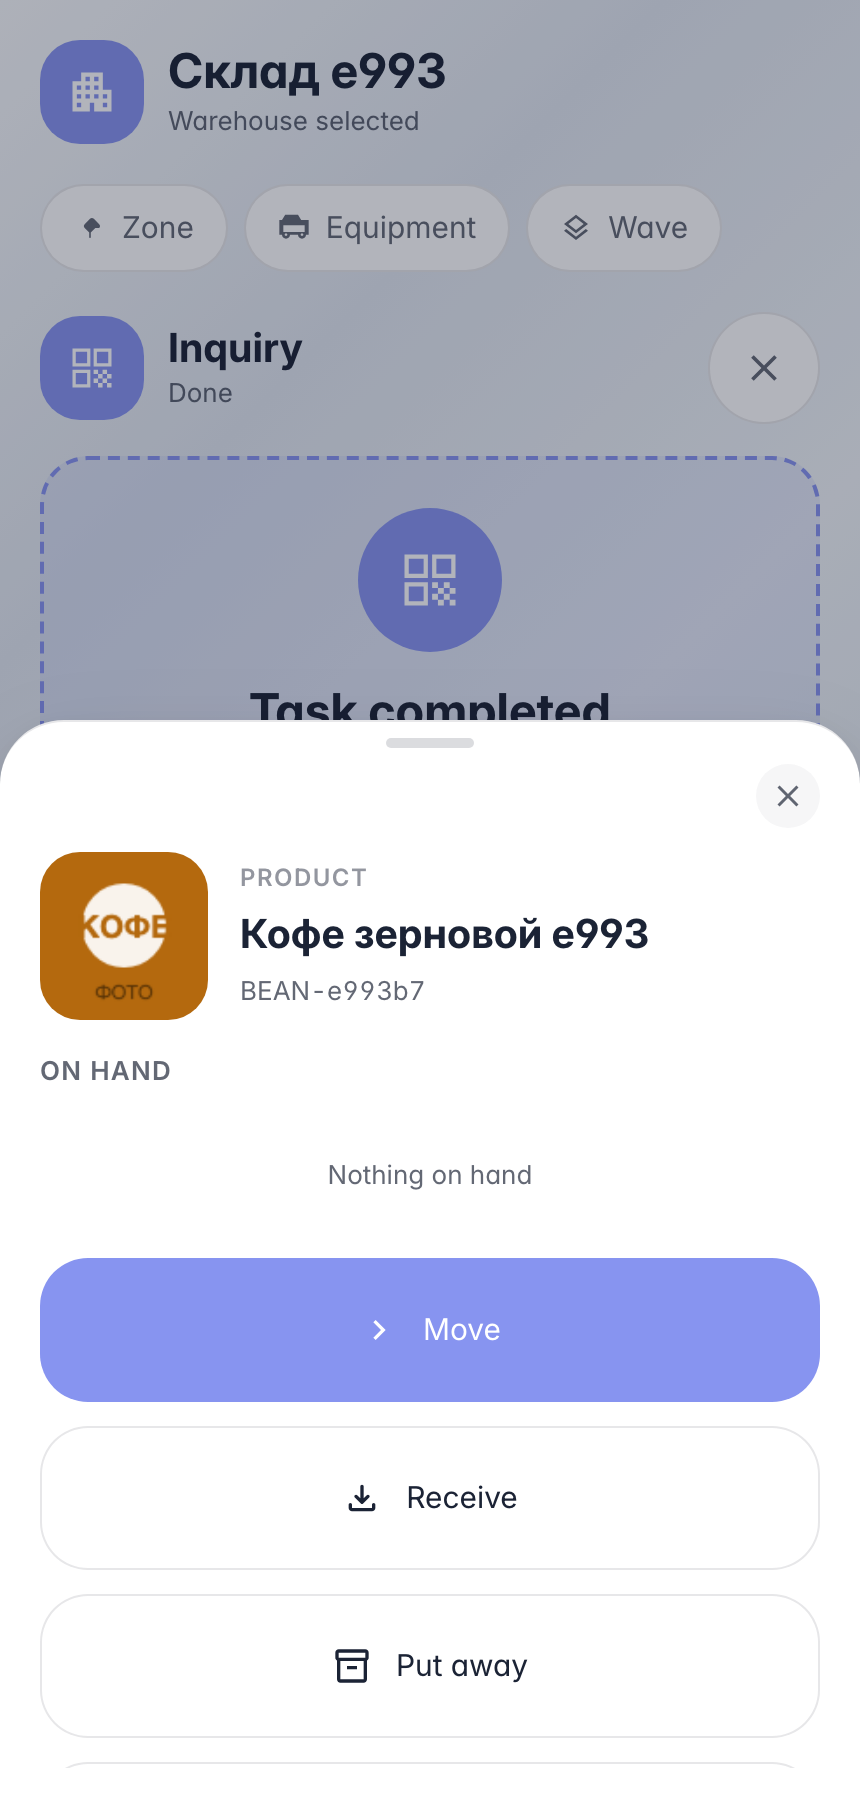 Склад e993
Warehouse selected
Zone
Equipment
Wave
Inquiry
Done
Task completed
PRODUCT
Кофе зерновой e993
BEAN-e993b7
КОФЕ
ФОТО
ON HAND
Nothing on hand
Move
Receive
Put away